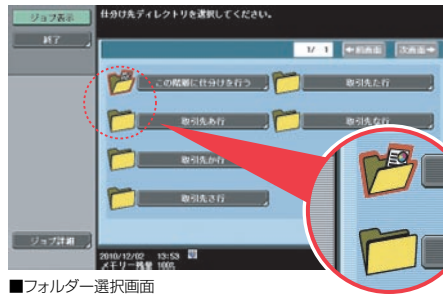 ジョブ表示
仕分け先ディレクトリを選択してください。
終了
1/ 1
←前画面
次画面→
この階層に仕分けを行う
取引先た行
取引先あ行
取引先な行
取引先か行
取引先さ行
ジョブ詳細
2010/12/02 13:53
メモリー残量 100%
■フォルダー選択画面